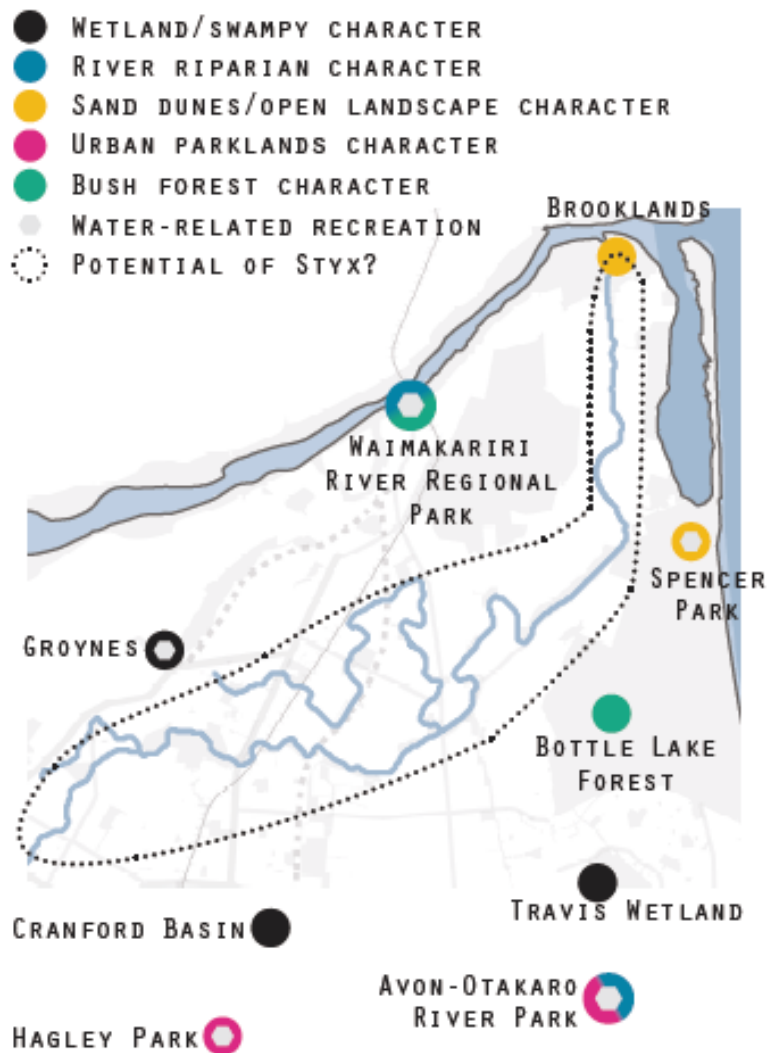 Wetland/swampy character
River riparian character
Sand dunes/open landscape character
Urban parklands character
Bush forest character
Water-related recreation
Potential of Styx?
Brooklands
Waimakariri
River Regional
Park
Spencer
Park
Groynes
Bottle Lake
Forest
Travis Wetland
Cranford Basin
Avon-Otakaro
River Park
Hagley Park